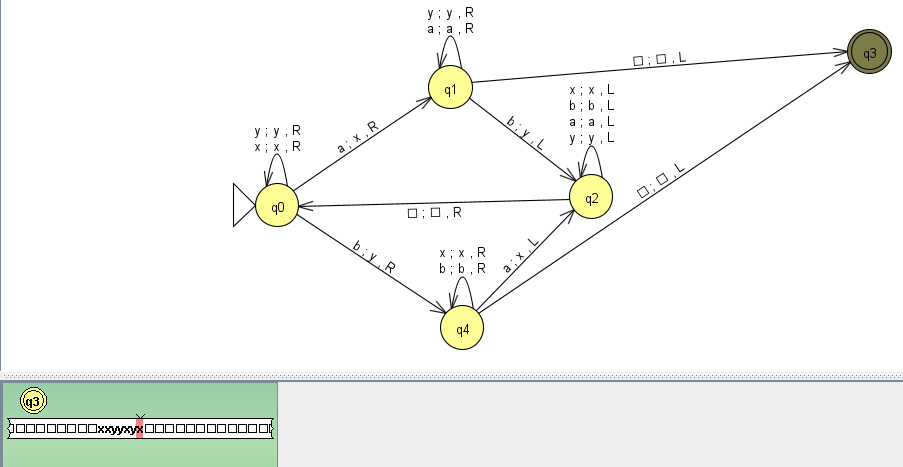 y ; y , R
a ; a , R
q1
□ ; □ , L
q3
x ; x , L
b ; b , L
a ; a , L
y ; y , L
y ; y , R
x ; x , R
a ; x , R
b ; y , L
q0
q2
□ ; □ , R
□ ; □ , L
b ; y , R
x ; x , R
b ; b , R
a ; x , L
q4
q3
xxyyxyx